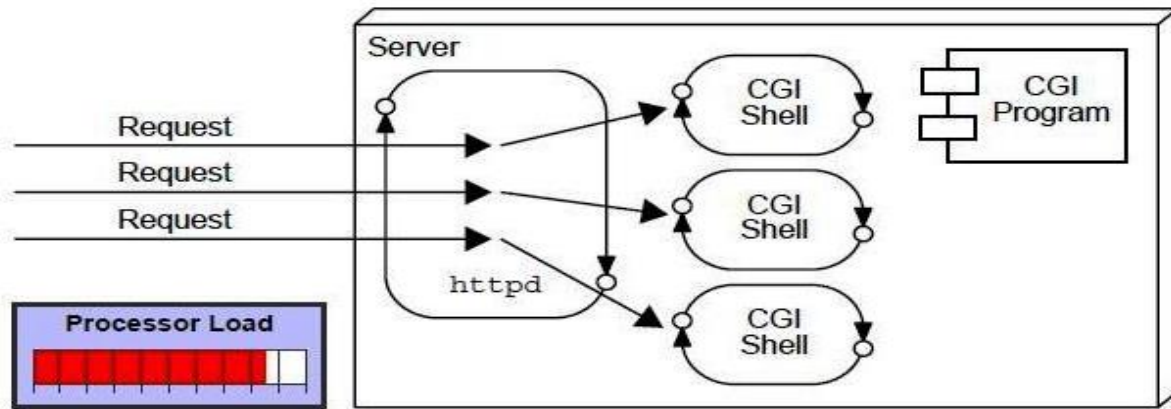 Server
Request
Request
Request
httpd
CGI
Shell
CGI
Shell
CGI
Shell
CGI
Program
Processor Load